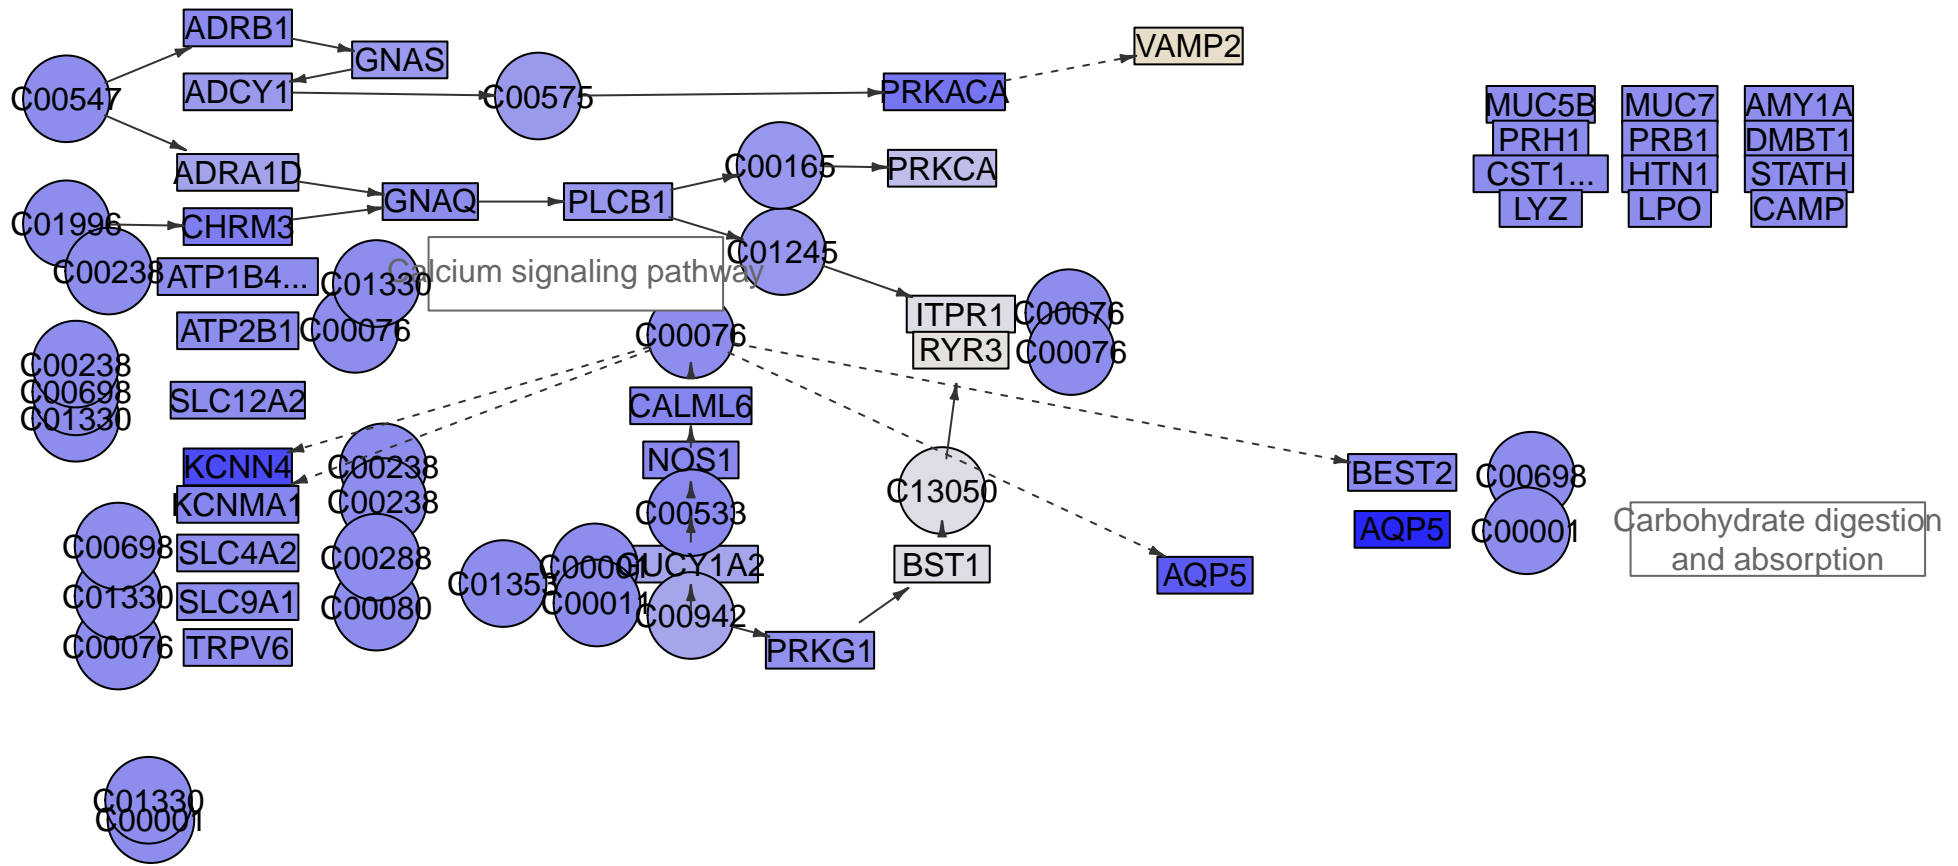 ADRB1
GNAS
VAMP2
C00547
ADCY1
C00575
PRKACA
MUC5B
MUC7
AMY1A
PRH1
PRB1
DMBT1
ADRA1D
C00165
PRKCA
CST1...
HTN1
STATH
GNAQ
PLCB1
LYZ
LPO
CAMP
C01996
CHRM3
C01245
C00238
ATP1B4...
C01330
Calcium signaling pathway
ATP2B1
C00076
C00076
ITPR1
C00076
RYR3
C00076
C00238
C00698
C01330
SLC12A2
CALML6
KCNN4
C00238
NOS1
BEST2
C00698
KCNMA1
C00238
C00533
C13050
AQP5
C00001
Carbohydrate digestion
and absorption
C00698
SLC4A2
C00288
C01353
C00001
GUCY1A2
BST1
AQP5
C01330
SLC9A1
C00080
C00011
C00942
C00076
TRPV6
PRKG1
C01330
C00001